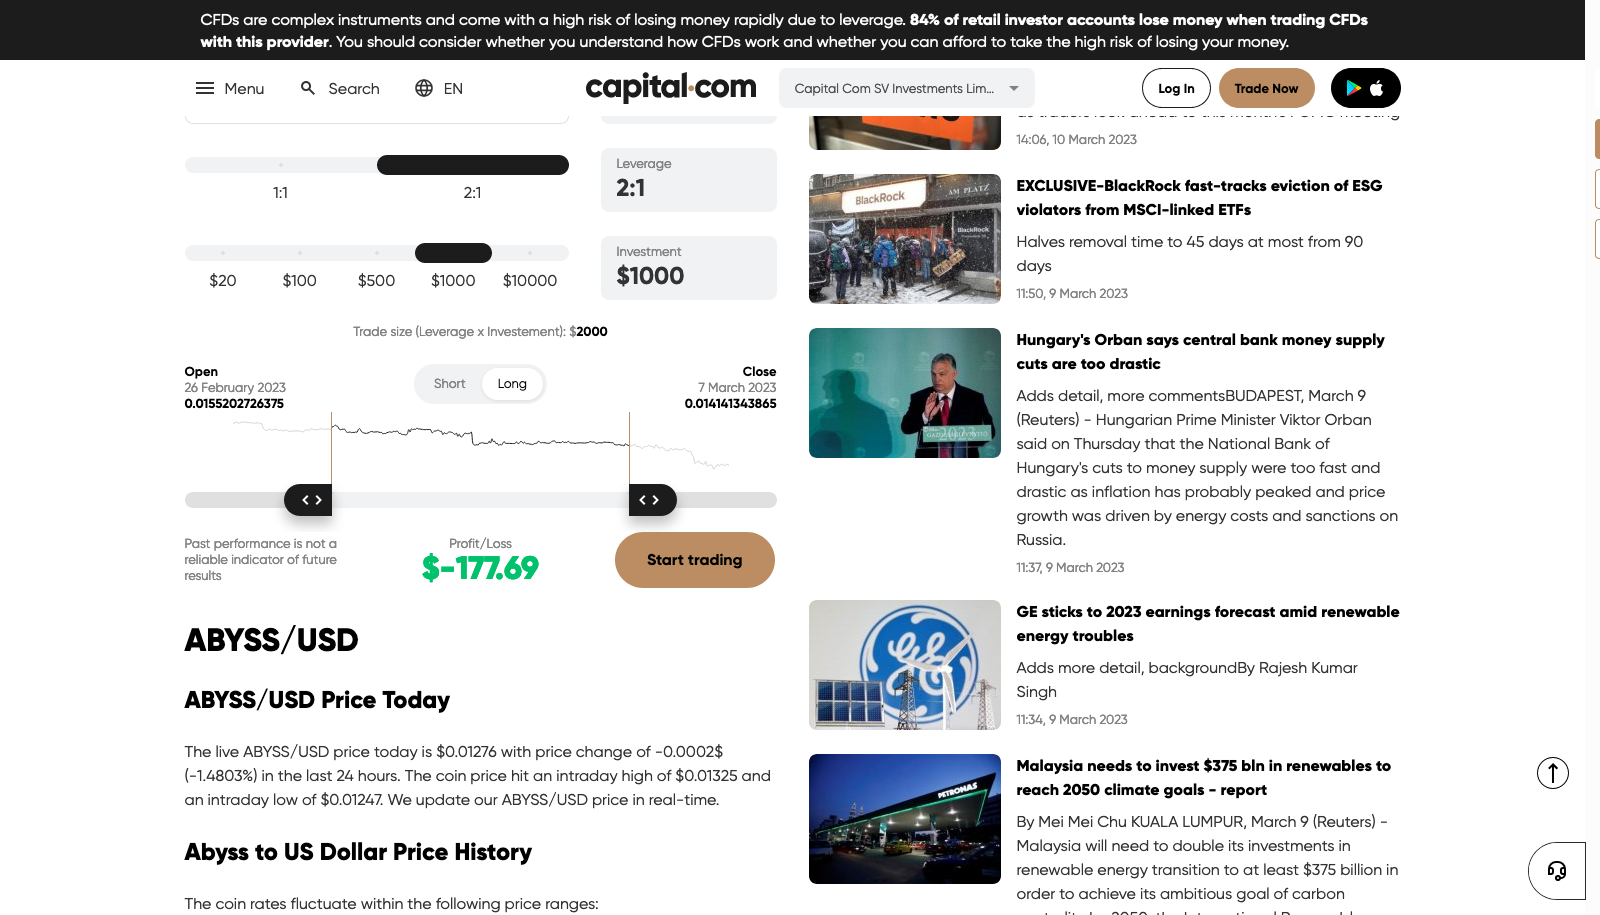 CFDs are complex instruments and come with a high risk of losing money rapidly due to leverage. 84% of retail investor accounts lose money when trading CFDs
with this provider. You should consider whether you understand how CFDs work and whether you can afford to take the high risk of losing your money.
Menu
Search
EN
capital.com
Capital Com SV Investments Lim...
Log In
Trade Now
1:1
2:1
Leverage
2:1
$20
$100
$500
$1000
$10000
Investment
$1000
Trade size (Leverage x Investement): $2000
Open
26 February 2023
0.0155202726375
Short
Long
Close
7 March 2023
0.014141343865
Past performance is not a
reliable indicator of future
results
Profit/Loss
$-177.69
Start trading
ABYSS/USD
ABYSS/USD Price Today
The live ABYSS/USD price today is $0.01276 with price change of -0.0002$
(-1.4803%) in the last 24 hours. The coin price hit an intraday high of $0.01325 and
an intraday low of $0.01247. We update our ABYSS/USD price in real-time.
Abyss to US Dollar Price History
The coin rates fluctuate within the following price ranges:
as traders look ahead to this month's FOMC meeting
14:06, 10 March 2023
BlackRock
AM PLATZ
BlackRock
EXCLUSIVE-BlackRock fast-tracks eviction of ESG
violators from MSCI-linked ETFs
Halves removal time to 45 days at most from 90
days
11:50, 9 March 2023
Hungary's Orban says central bank money supply
cuts are too drastic
Adds detail, more commentsBUDAPEST, March 9
(Reuters) - Hungarian Prime Minister Viktor Orban
said on Thursday that the National Bank of
Hungary's cuts to money supply were too fast and
drastic as inflation has probably peaked and price
growth was driven by energy costs and sanctions on
Russia.
11:37, 9 March 2023
GE sticks to 2023 earnings forecast amid renewable
energy troubles
Adds more detail, backgroundBy Rajesh Kumar
Singh
11:34, 9 March 2023
PETRONAS
Malaysia needs to invest $375 bln in renewables to
reach 2050 climate goals - report
By Mei Mei Chu KUALA LUMPUR, March 9 (Reuters) -
Malaysia will need to double its investments in
renewable energy transition to at least $375 billion in
order to achieve its ambitious goal of carbon